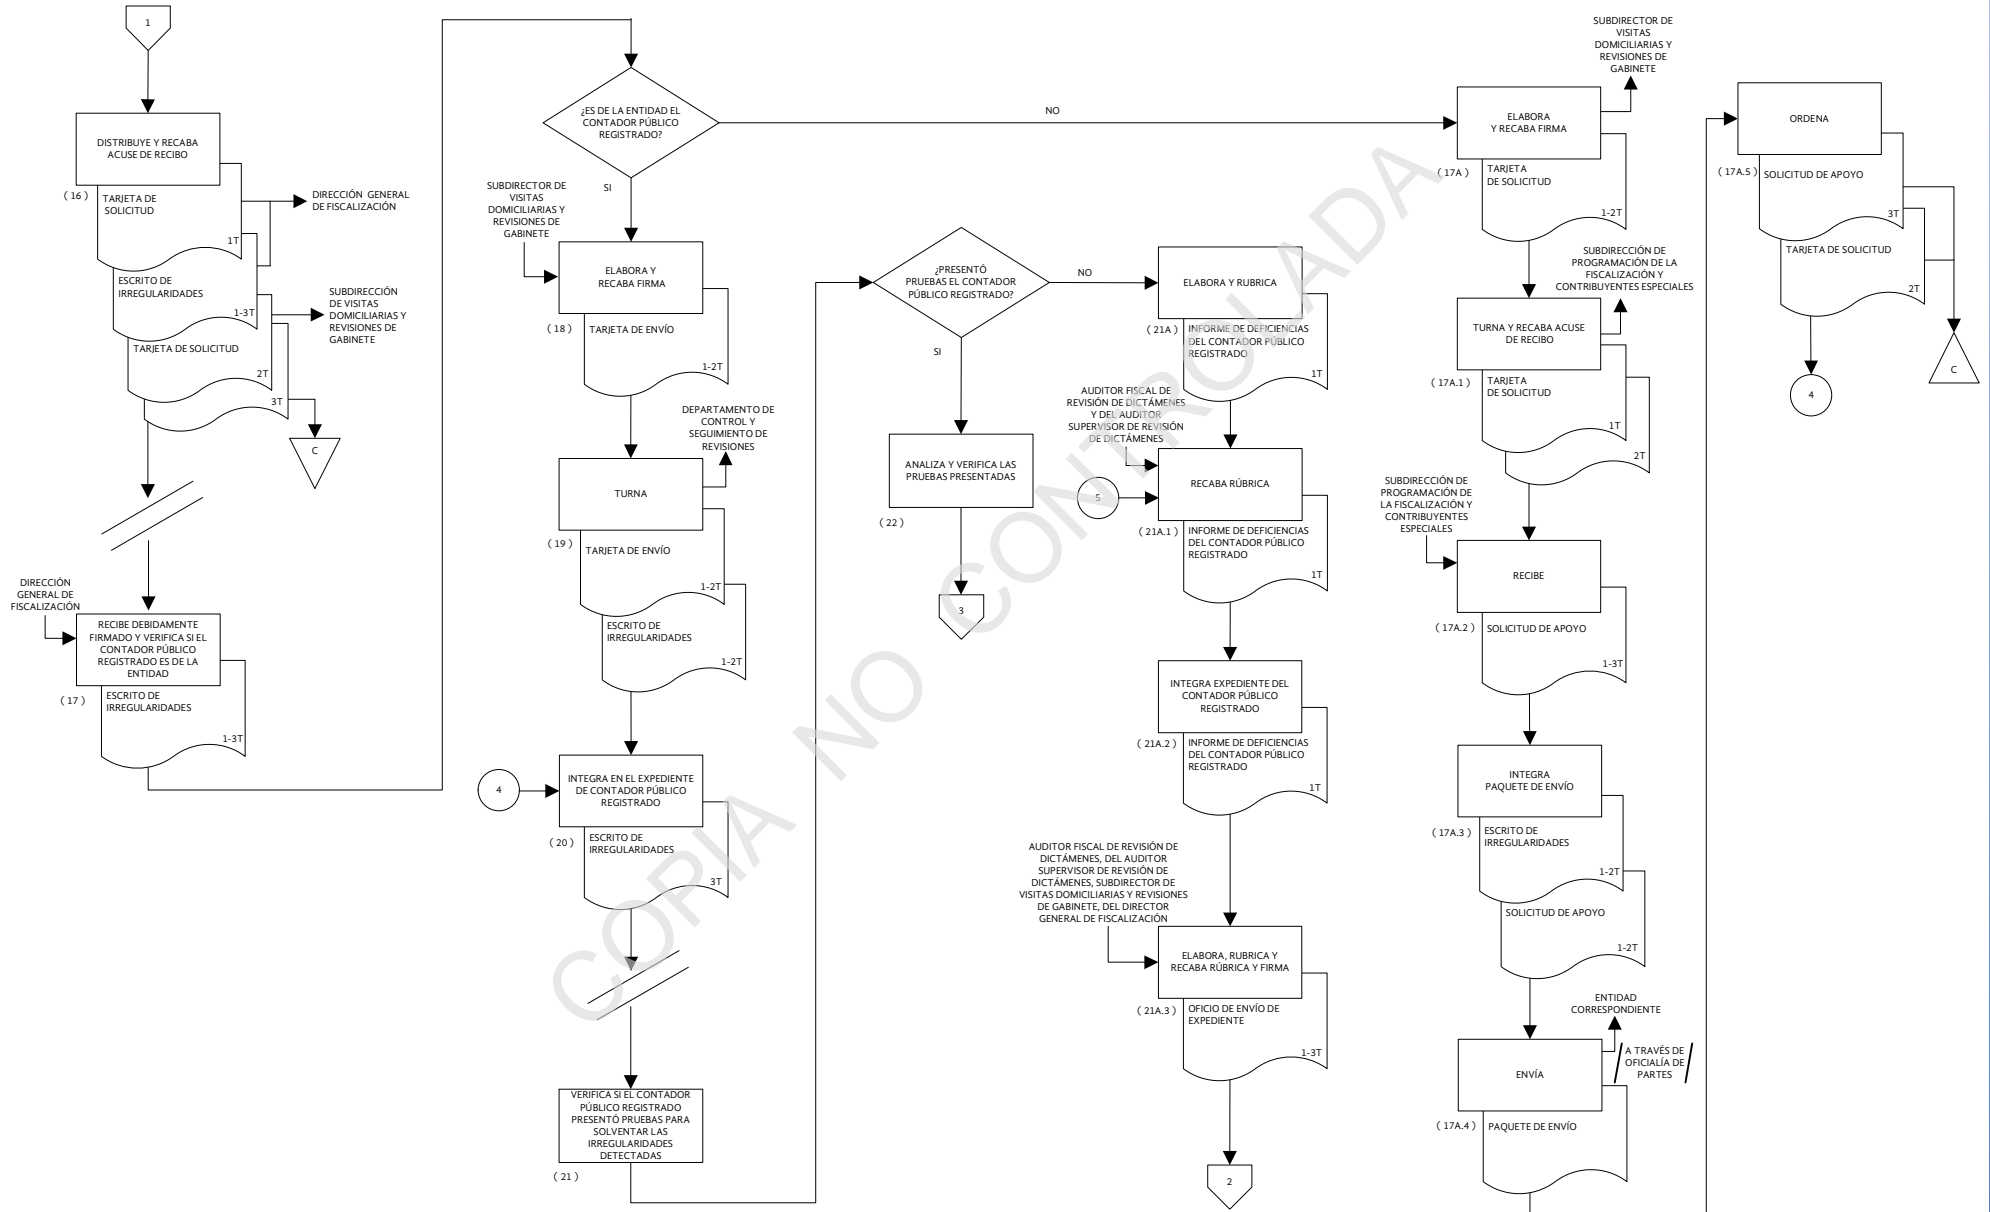 1
DISTRIBUYE Y RECABA
ACUSE DE RECIBO
( 16 )
TARJETA DE
SOLICITUD
1T
DIRECCIÓN GENERAL
DE FISCALIZACIÓN
ESCRITO DE
IRREGULARIDADES
1-3T
SUBDIRECCIÓN
DE VISITAS
DOMICILIARIAS Y
REVISIONES DE
GABINETE
TARJETA DE SOLICITUD
2T
3T
C
DIRECCIÓN
GENERAL DE
FISCALIZACIÓN
RECIBE DEBIDAMENTE
FIRMADO Y VERIFICA SI EL
CONTADOR PÚBLICO
REGISTRADO ES DE LA
ENTIDAD
( 17 )
ESCRITO DE
IRREGULARIDADES
1-3T
¿ES DE LA ENTIDAD EL
CONTADOR PÚBLICO
REGISTRADO?
NO
SI
SUBDIRECTOR DE
VISITAS
DOMICILIARIAS Y
REVISIONES DE
GABINETE
ELABORA Y
RECABA FIRMA
( 18 )
TARJETA DE ENVÍO
1-2T
DEPARTAMENTO DE
CONTROL Y
SEGUIMIENTO DE
REVISIONES
TURNA
( 19 )
TARJETA DE ENVÍO
1-2T
ESCRITO DE
IRREGULARIDADES
1-2T
4
INTEGRA EN EL EXPEDIENTE
DE CONTADOR PÚBLICO
REGISTRADO
( 20 )
ESCRITO DE
IRREGULARIDADES
3T
VERIFICA SI EL CONTADOR
PÚBLICO REGISTRADO
PRESENTÓ PRUEBAS PARA
SOLVENTAR LAS
IRREGULARIDADES
DETECTADAS
( 21 )
¿PRESENTÓ
PRUEBAS EL CONTADOR
PÚBLICO REGISTRADO?
NO
SI
ANALIZA Y VERIFICA LAS
PRUEBAS PRESENTADAS
( 22 )
3
ELABORA Y RUBRICA
( 21A )
INFORME DE DEFICIENCIAS
DEL CONTADOR PÚBLICO
REGISTRADO
1T
AUDITOR FISCAL DE
REVISIÓN DE DICTÁMENES
Y DEL AUDITOR
SUPERVISOR DE REVISIÓN
DE DICTÁMENES
RECABA RÚBRICA
5
( 21A.1 )
INFORME DE DEFICIENCIAS
DEL CONTADOR PÚBLICO
REGISTRADO
1T
INTEGRA EXPEDIENTE DEL
CONTADOR PÚBLICO
REGISTRADO
( 21A.2 )
INFORME DE DEFICIENCIAS
DEL CONTADOR PÚBLICO
REGISTRADO
1T
AUDITOR FISCAL DE REVISIÓN DE
DICTÁMENES, DEL AUDITOR
SUPERVISOR DE REVISIÓN DE
DICTÁMENES, SUBDIRECTOR DE
VISITAS DOMICILIARIAS Y REVISIONES
DE GABINETE, DEL DIRECTOR
GENERAL DE FISCALIZACIÓN
ELABORA, RUBRICA Y
RECABA RÚBRICA Y FIRMA
( 21A.3 )
OFICIO DE ENVÍO DE
EXPEDIENTE
1-3T
2
SUBDIRECTOR DE
VISITAS
DOMICILIARIAS Y
REVISIONES DE
GABINETE
ELABORA
Y RECABA FIRMA
( 17A )
TARJETA
DE SOLICITUD
1-2T
SUBDIRECCIÓN DE
PROGRAMACIÓN DE LA
FISCALIZACIÓN Y
CONTRIBUYENTES ESPECIALES
TURNA Y RECABA ACUSE
DE RECIBO
( 17A.1 )
TARJETA
DE SOLICITUD
1T
2T
SUBDIRECCIÓN DE
PROGRAMACIÓN DE
LA FISCALIZACIÓN Y
CONTRIBUYENTES
ESPECIALES
RECIBE
( 17A.2 )
SOLICITUD DE APOYO
1-3T
INTEGRA
PAQUETE DE ENVÍO
( 17A.3 )
ESCRITO DE
IRREGULARIDADES
1-2T
SOLICITUD DE APOYO
1-2T
ENTIDAD
CORRESPONDIENTE
A TRAVÉS DE
OFICIALÍA DE
PARTES
ENVÍA
( 17A.4 )
PAQUETE DE ENVÍO
ORDENA
( 17A.5 )
SOLICITUD DE APOYO
3T
TARJETA DE SOLICITUD
2T
4
C
COPIA NO CONTROLADA